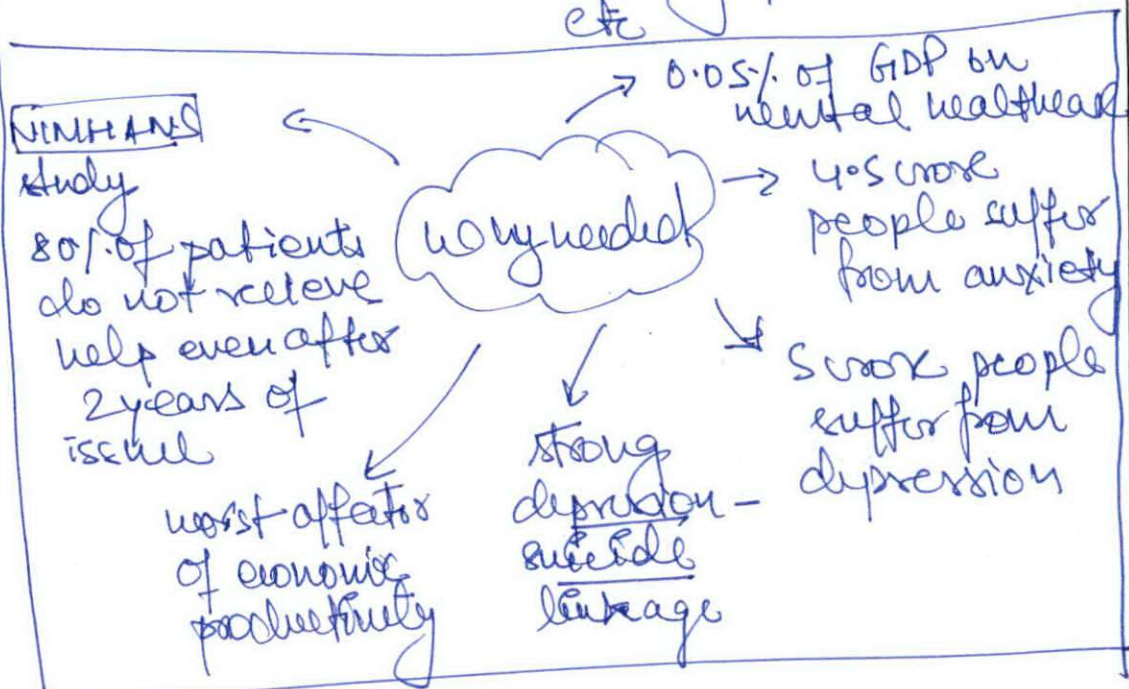 etc
NIMHANS
study
80% of patients
do not receive
help even after
2 years of
issue
why needed
0.05% of GDP on
mental healthcare
4.5 crore
people suffer
from anxiety
5 crore people
suffer from
depression
strong
depression -
suicide
linkage
worst affector
of economic
productivity